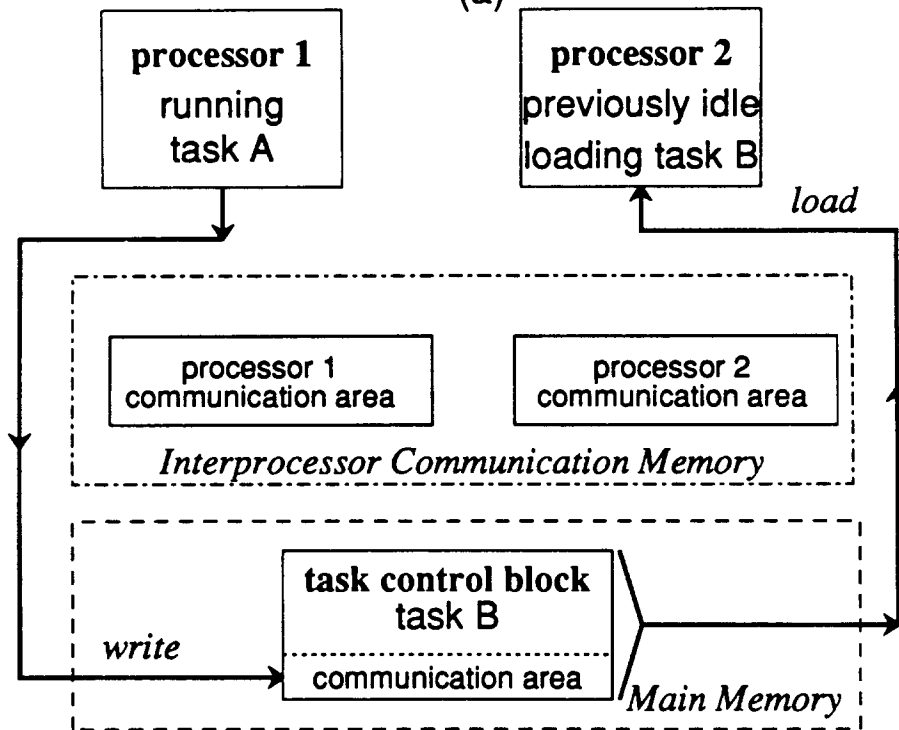 (a)
processor 1
running
task A
processor 2
previously idle
loading task B
load
processor 1
communication area
processor 2
communication area
Interprocessor Communication Memory
task control block
task B
write
communication area
Main Memory